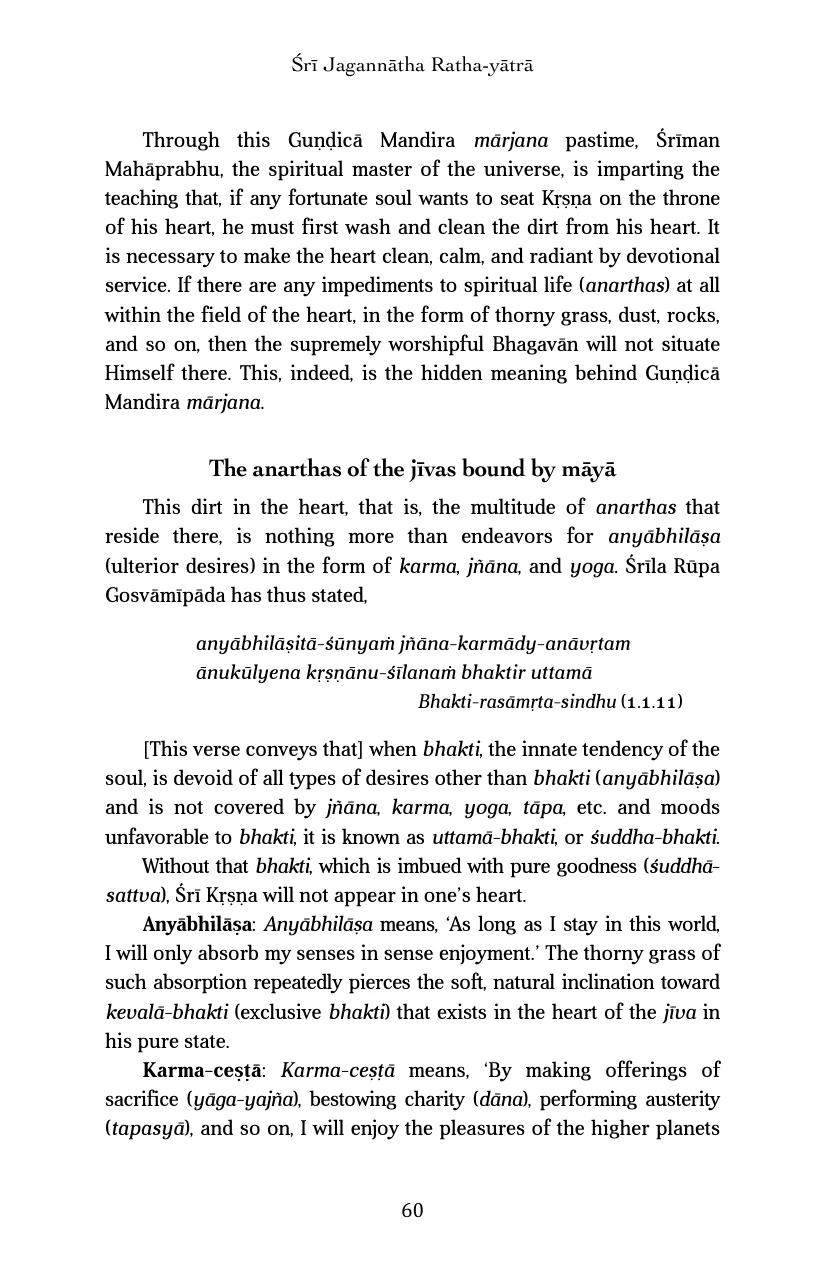 Śrī Jagannātha Ratha-yātrā
Through this Guṇḍicā Mandira mārjana pastime, Śrīman
Mahāprabhu, the spiritual master of the universe, is imparting the
teaching that, if any fortunate soul wants to seat Kṛṣṇa on the throne
of his heart, he must first wash and clean the dirt from his heart. It
is necessary to make the heart clean, calm, and radiant by devotional
service. If there are any impediments to spiritual life (anarthas) at all
within the field of the heart, in the form of thorny grass, dust, rocks,
and so on, then the supremely worshipful Bhagavān will not situate
Himself there. This, indeed, is the hidden meaning behind Guṇḍicā
Mandira mārjana.
The anarthas of the jīvas bound by māyā
This dirt in the heart, that is, the multitude of anarthas that
reside there, is nothing more than endeavors for anyābhilāṣa
(ulterior desires) in the form of karma, jñāna, and yoga. Śrīla Rūpa
Gosvāmīpāda has thus stated,
anyābhilāṣitā-śūnyaṁ jñāna-karmādy-anāvṛtam
ānukūlyena kṛṣṇānu-śīlanaṁ bhaktir uttamā
Bhakti-rasāmṛta-sindhu (1.1.11)
[This verse conveys that] when bhakti, the innate tendency of the
soul, is devoid of all types of desires other than bhakti (anyābhilāṣa)
and is not covered by jñāna, karma, yoga, tāpa, etc. and moods
unfavorable to bhakti, it is known as uttamā-bhakti, or śuddha-bhakti.
Without that bhakti, which is imbued with pure goodness (śuddhā-
sattva), Śrī Kṛṣṇa will not appear in one's heart.
Anyābhilāṣa: Anyābhilāṣa means, ‘As long as I stay in this world,
I will only absorb my senses in sense enjoyment.’ The thorny grass of
such absorption repeatedly pierces the soft, natural inclination toward
kevalā-bhakti (exclusive bhakti) that exists in the heart of the jīva in
his pure state.
Karma-ceṣṭā: Karma-ceṣṭā means, ‘By making offerings of
sacrifice (yāga-yajña), bestowing charity (dāna), performing austerity
(tapasyā), and so on, I will enjoy the pleasures of the higher planets
60